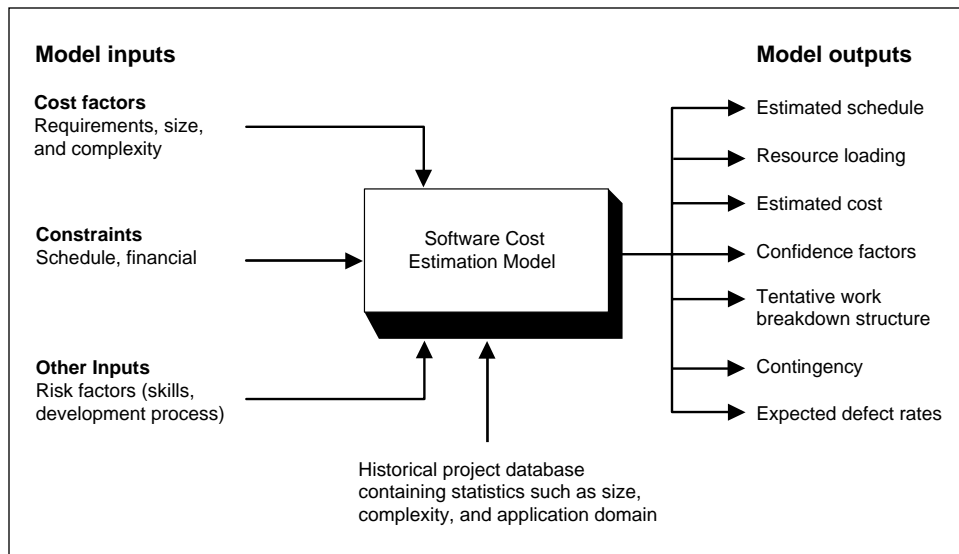 Model inputs
Cost factors
Requirements, size,
and complexity
Constraints
Schedule, financial
Other Inputs
Risk factors (skills,
development process)
Software Cost
Estimation Model
Historical project database
containing statistics such as size,
complexity, and application domain
Model outputs
Estimated schedule
Resource loading
Estimated cost
Confidence factors
Tentative work
breakdown structure
Contingency
Expected defect rates